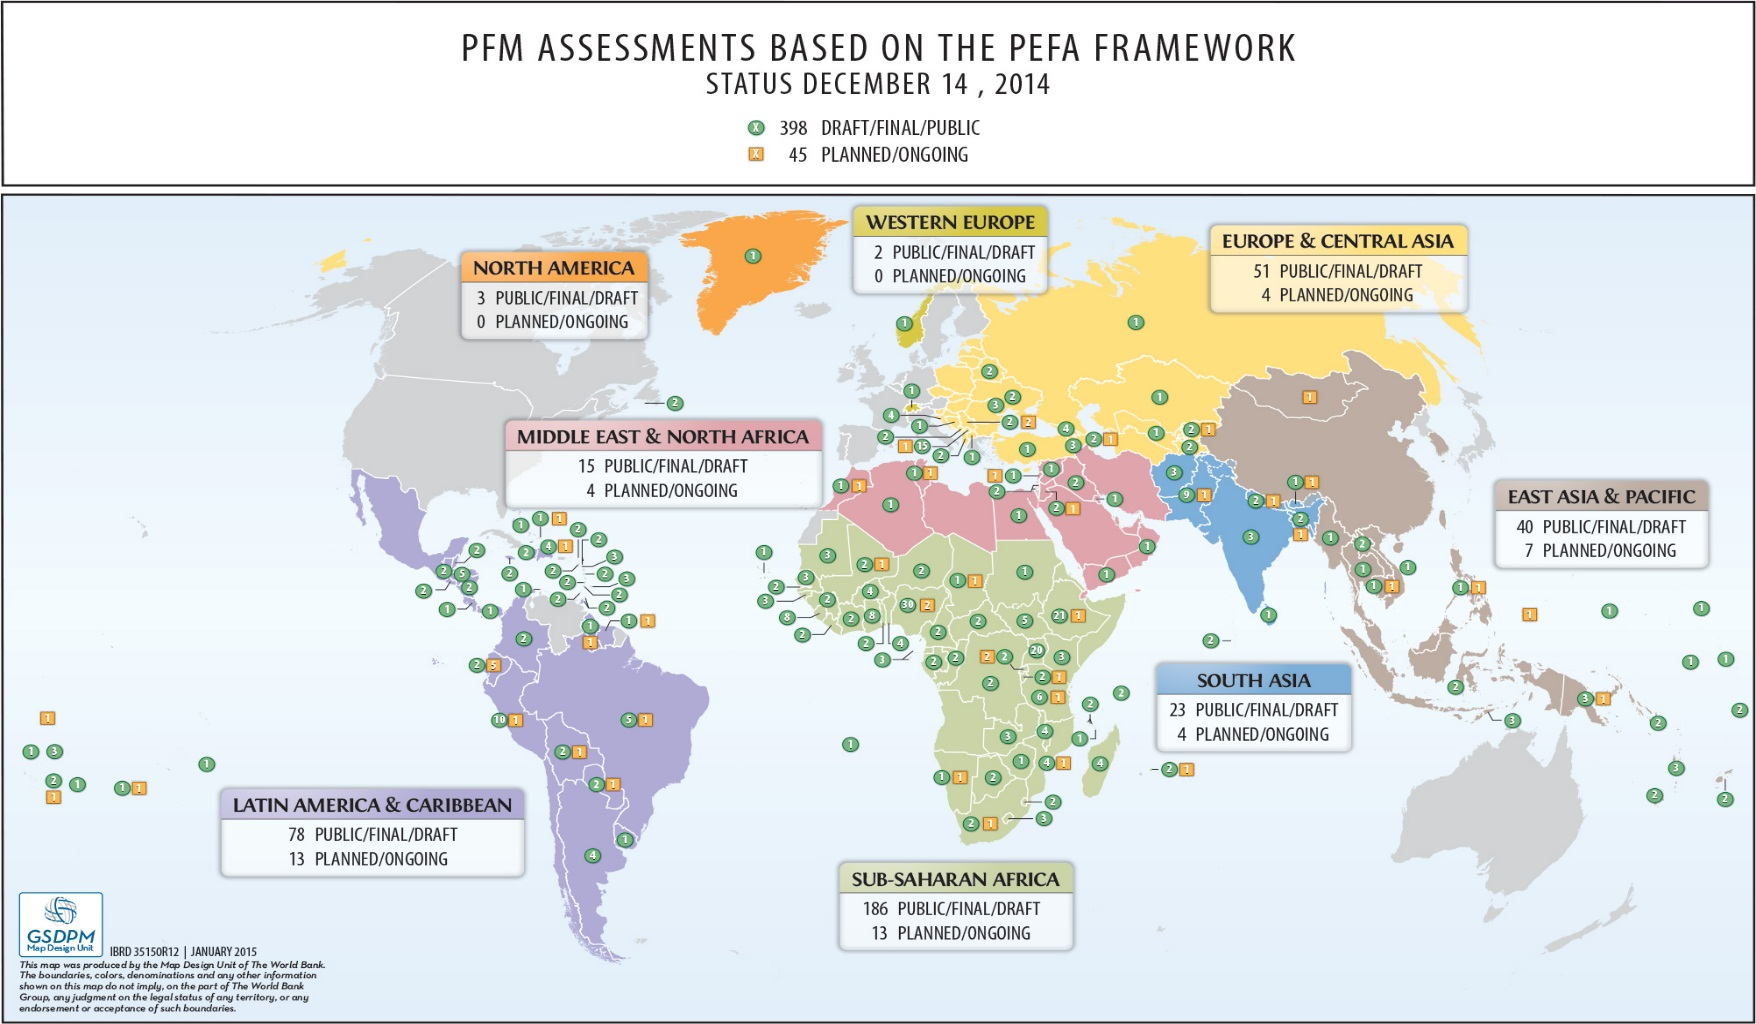 PFM ASSESSMENTS BASED ON THE PEFA FRAMEWORK
STATUS DECEMBER 14 , 2014
X 398 DRAFT/FINAL/PUBLIC
X 45 PLANNED/ONGOING
WESTERN EUROPE
2 PUBLIC/FINAL/DRAFT
0 PLANNED/ONGOING
EUROPE & CENTRAL ASIA
51 PUBLIC/FINAL/DRAFT
4 PLANNED/ONGOING
NORTH AMERICA
3 PUBLIC/FINAL/DRAFT
0 PLANNED/ONGOING
MIDDLE EAST & NORTH AFRICA
15 PUBLIC/FINAL/DRAFT
4 PLANNED/ONGOING
EAST ASIA & PACIFIC
40 PUBLIC/FINAL/DRAFT
7 PLANNED/ONGOING
SOUTH ASIA
23 PUBLIC/FINAL/DRAFT
4 PLANNED/ONGOING
LATIN AMERICA & CARIBBEAN
78 PUBLIC/FINAL/DRAFT
13 PLANNED/ONGOING
SUB-SAHARAN AFRICA
186 PUBLIC/FINAL/DRAFT
13 PLANNED/ONGOING
GSDPM
Map Design Unit
IBRD 35150R12 | JANUARY 2015
This map was produced by the Map Design Unit of The World Bank.
The boundaries, colors, denominations and any other information
shown on this map do not imply, on the part of The World Bank
Group, any judgment on the legal status of any territory, or any
endorsement or acceptance of such boundaries.